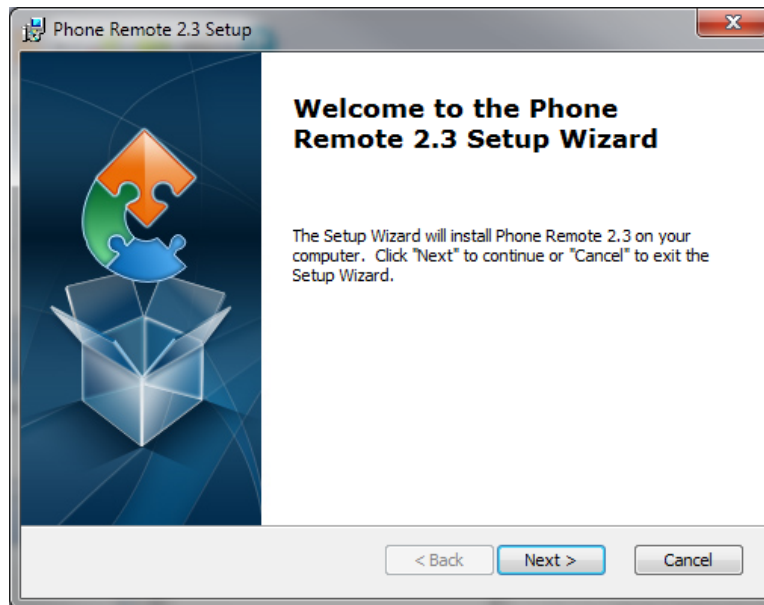 Phone Remote 2.3 Setup
Welcome to the Phone
Remote 2.3 Setup Wizard
The Setup Wizard will install Phone Remote 2.3 on your
computer. Click "Next" to continue or "Cancel" to exit the
Setup Wizard.
< Back Next > Cancel